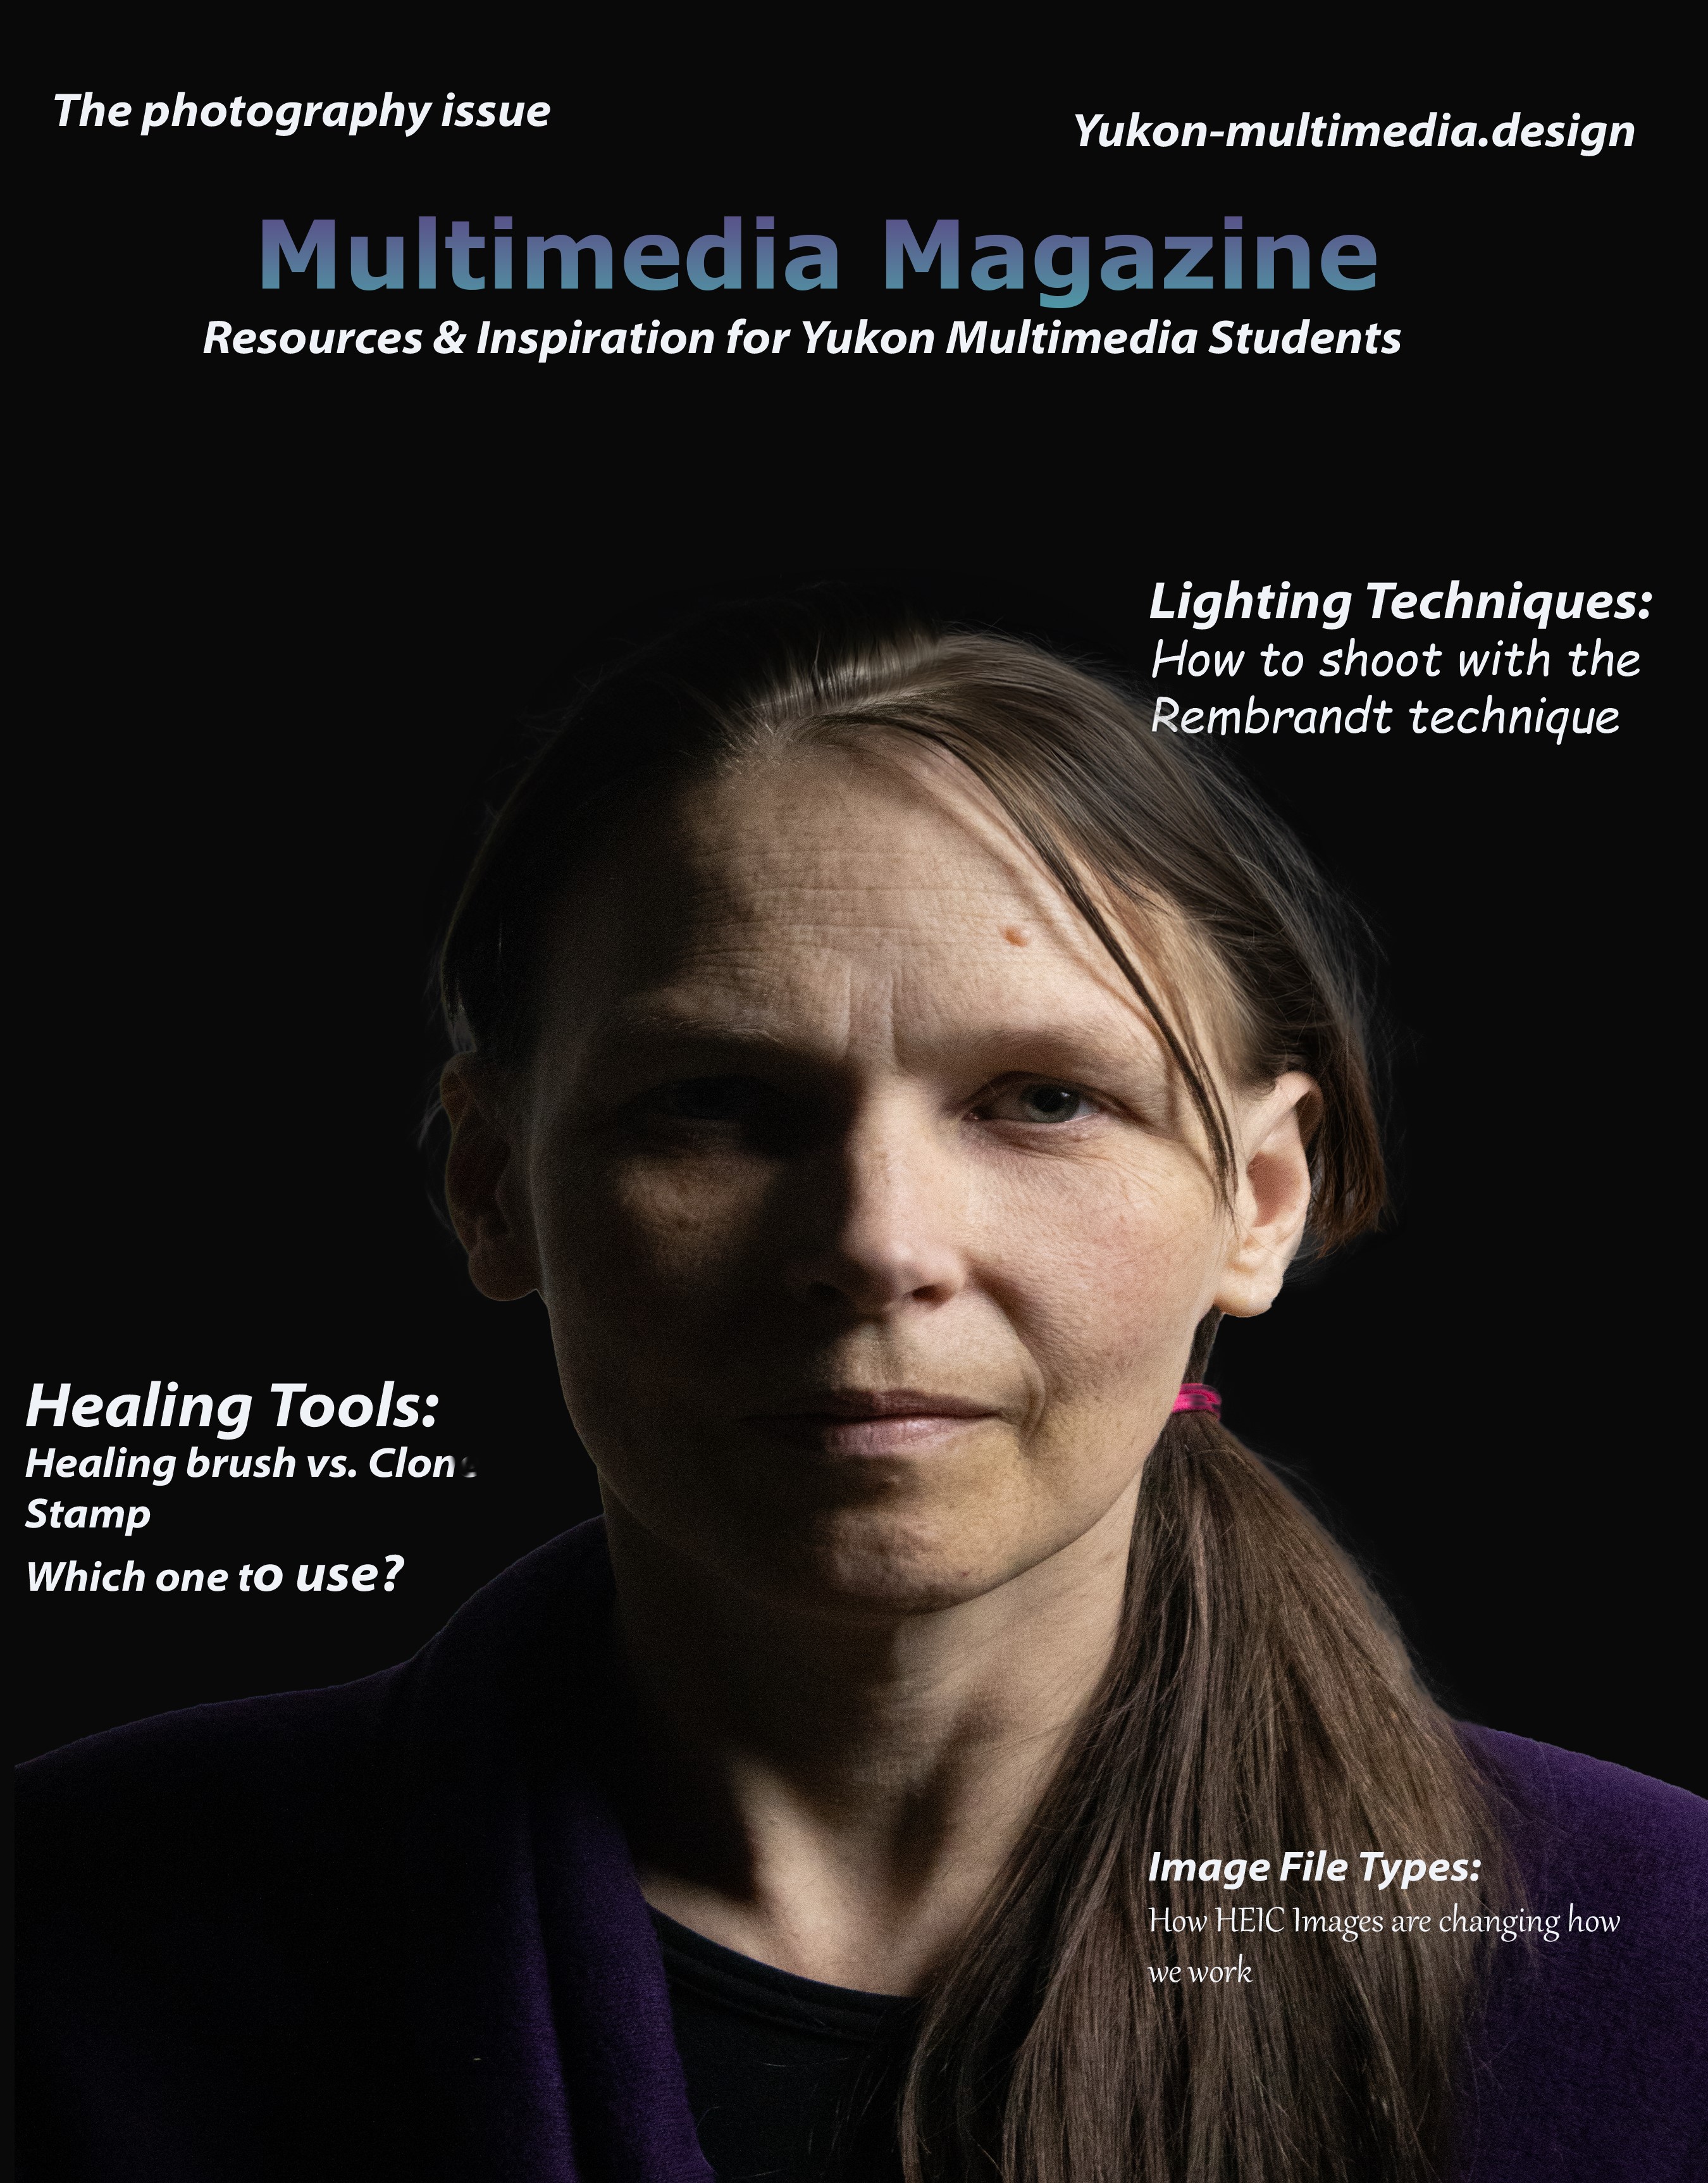 The photography issue
Yukon-multimedia.design
Multimedia Magazine
Resources & Inspiration for Yukon Multimedia Students
Lighting Techniques:
How to shoot with the
Rembrandt technique
Healing Tools:
Healing brush vs. Clone
Stamp
Which one to use?
Image File Types:
How HEIC Images are changing how
we work